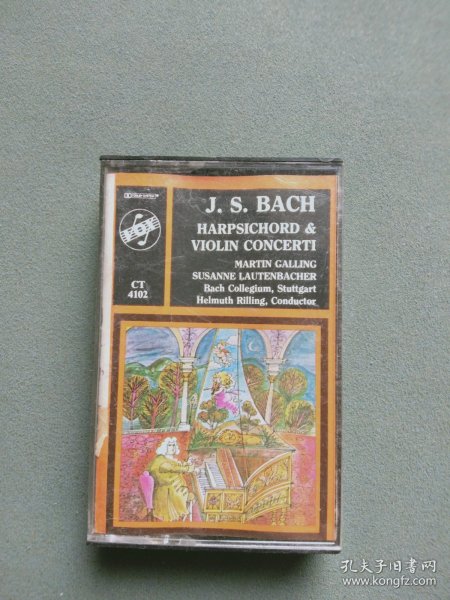 J. S. BACH
HARPSICHORD &
VIOLIN CONCERTI
MARTIN GALLING
SUSANNE LAUTENBACHER
Bach Collegium, Stuttgart
Helmuth Rilling, Conductor
CT
4102
孔夫子旧书网
www.kongfz.com